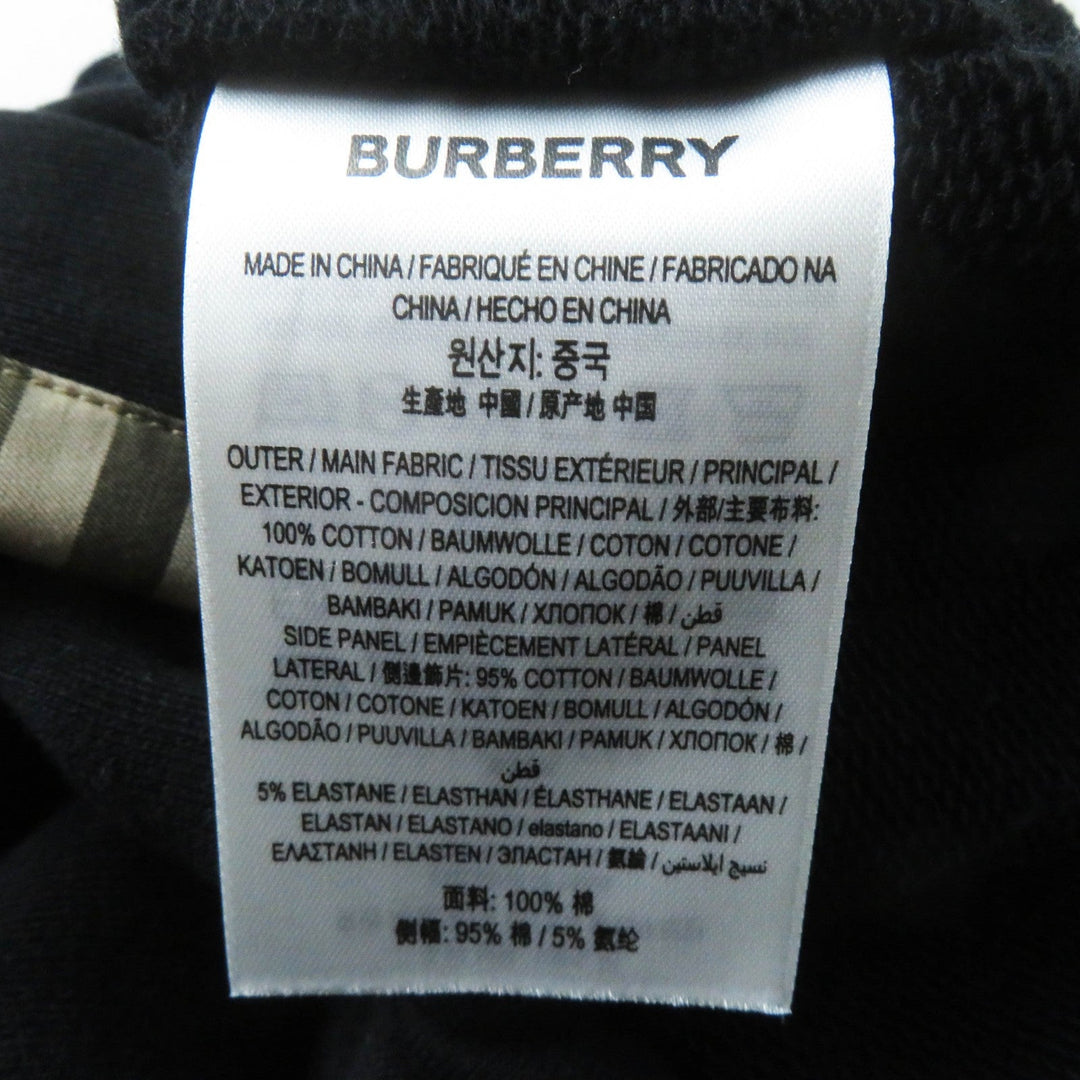 BURBERRY
MADE IN CHINA / FABRIQUÉ EN CHINE / FABRICADO NA
CHINA / HECHO EN CHINA
원산지: 중국
生產地 中國 / 原产地 中国
OUTER / MAIN FABRIC / TISSU EXTÉRIEUR / PRINCIPAL /
EXTERIOR - COMPOSICION PRINCIPAL / 外部/主要布料:
100% COTTON / BAUMWOLLE / COTON / COTONE /
KATOEN / BOMULL / ALGODÓN / ALGODÃO / PUUVILLA /
BAMBAKI / PAMUK / ХЛОПОК / 棉 / قطن
SIDE PANEL / EMPIÈCEMENT LATÉRAL / PANEL
LATERAL / 側邊飾片: 95% COTTON / BAUMWOLLE /
COTON / COTONE / KATOEN / BOMULL / ALGODÓN /
ALGODÃO / PUUVILLA / BAMBAKI / PAMUK / ХЛОПОК / 棉 /
قطن
5% ELASTANE / ELASTHAN / ÉLASTHANE / ELASTAAN /
ELASTAN / ELASTANO / elastano / ELASTAANI /
ΕΛΑΣΤΑΝΗ / ELASTEN / ЭЛАСТАН / 氨綸 / نسيج ايلاستين
面料: 100% 棉
侧幅: 95% 棉 / 5% 氨纶